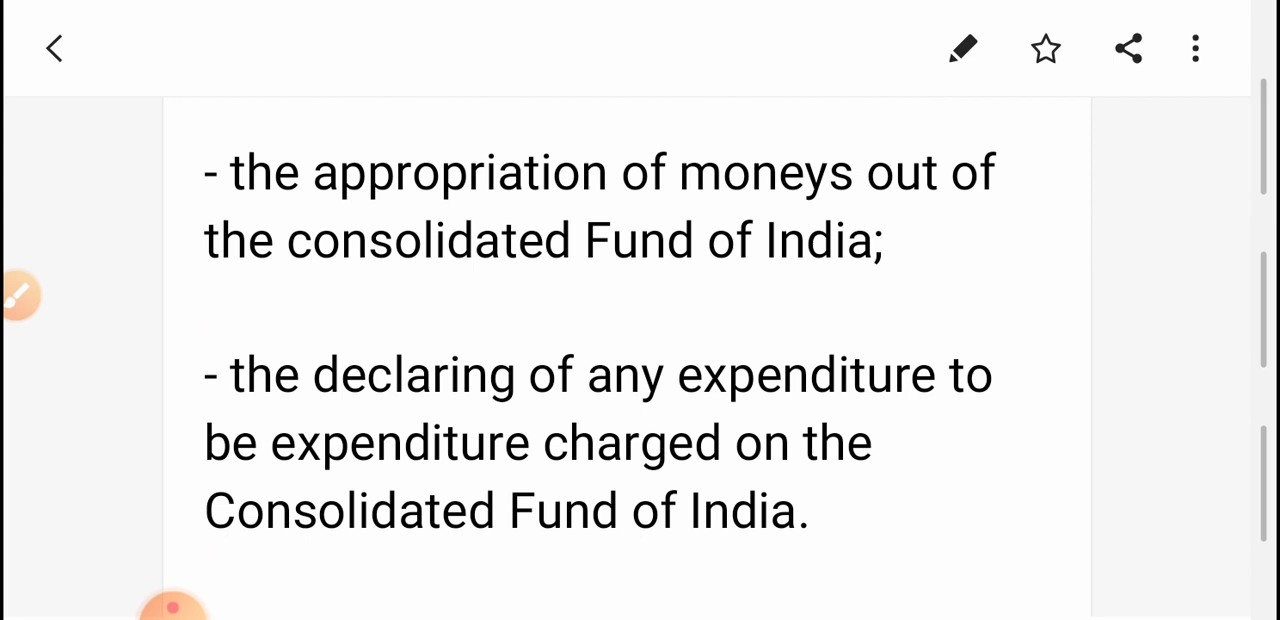 - the appropriation of moneys out of
the consolidated Fund of India;
- the declaring of any expenditure to
be expenditure charged on the
Consolidated Fund of India.